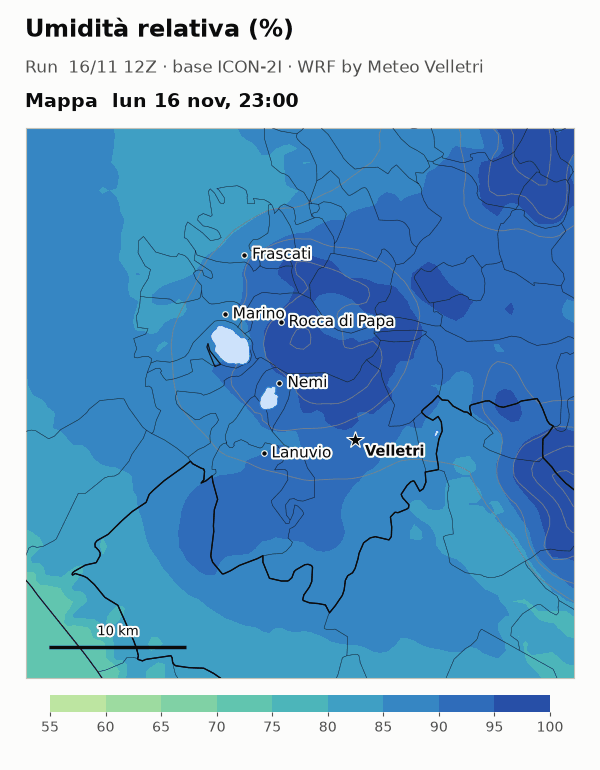 Umidità relativa (%)
Run  16/11 12Z · base ICON-2I · WRF by Meteo Velletri
Mappa  lun 16 nov, 23:00
Frascati
Marino
Rocca di Papa
Nemi
Velletri
Lanuvio
10 km
55 60 65 70 75 80 85 90 95 100